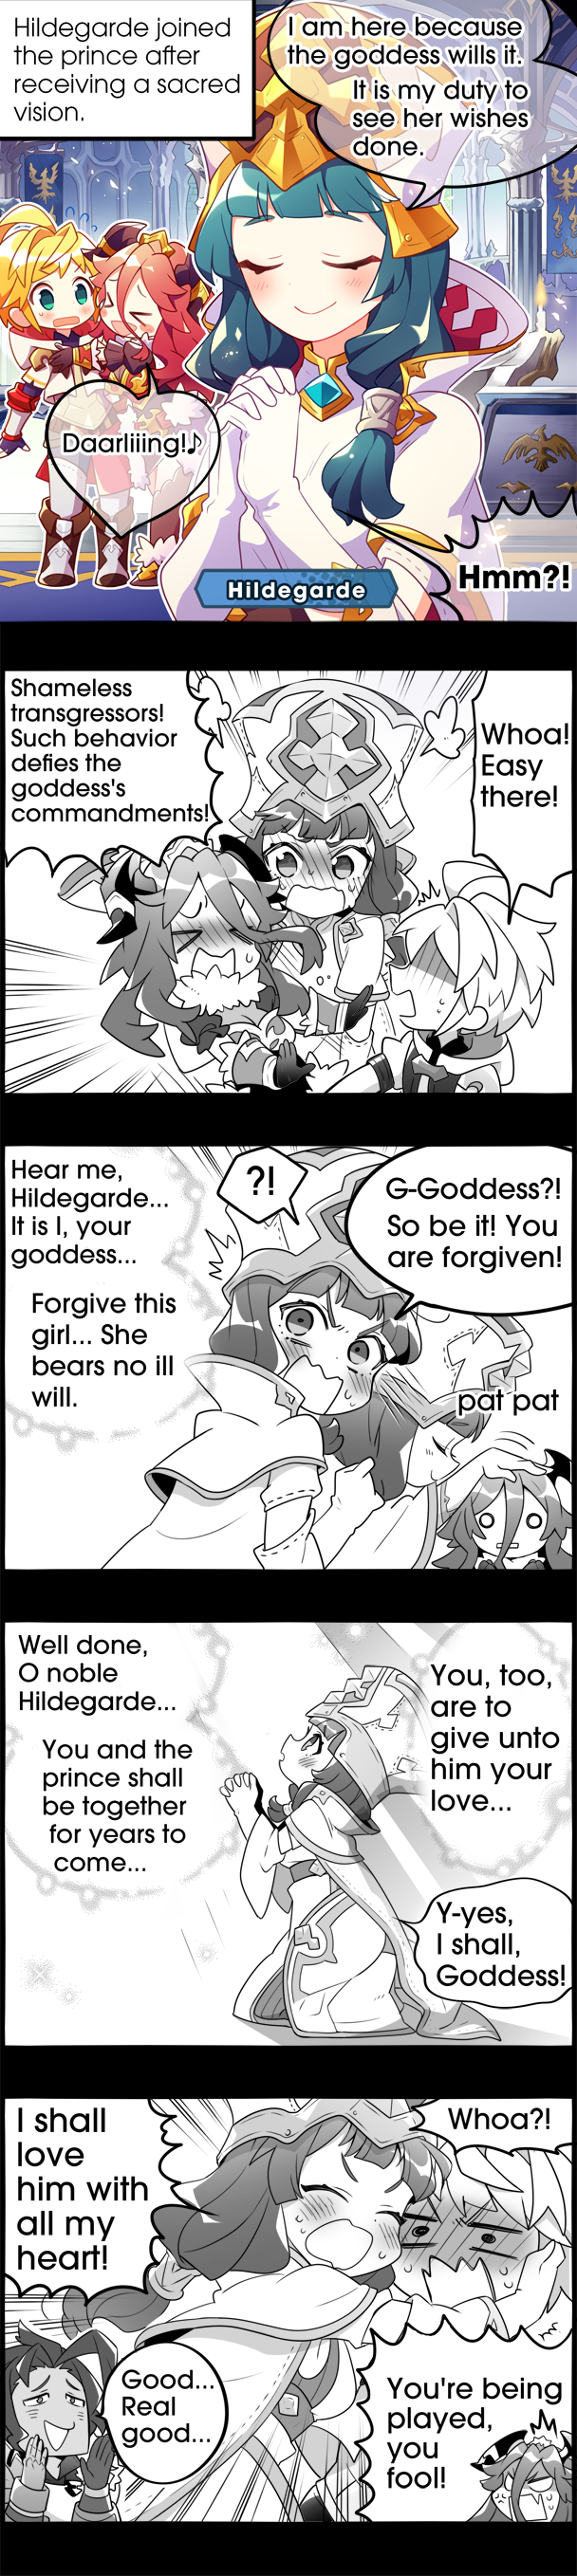 Hildegarde joined
the prince after
receiving a sacred
vision.
I am here because
the goddess wills it.
It is my duty to
see her wishes
done.
Daarliiing!♪
Hmm?!
Hildegarde
Shameless
transgressors!
Such behavior
defies the
goddess's
commandments!
Whoa!
Easy
there!
Hear me,
Hildegarde...
It is I, your
goddess...
Forgive this
girl... She
bears no ill
will.
?!
G-Goddess?!
So be it! You
are forgiven!
pat pat
Well done,
O noble
Hildegarde...
You and the
prince shall
be together
for years to
come...
You, too,
are to
give unto
him your
love...
Y-yes,
I shall,
Goddess!
I shall
love
him with
all my
heart!
Whoa?!
Good...
Real
good...
You're being
played,
you
fool!